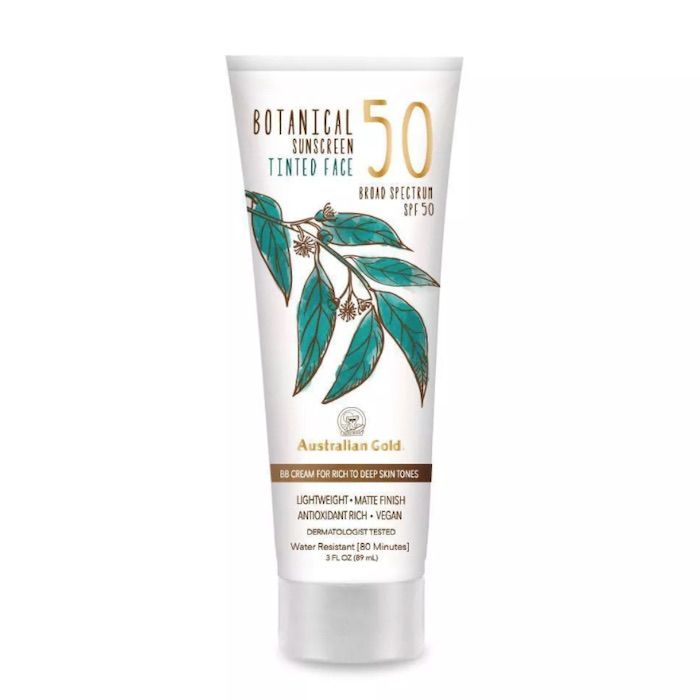 BOTANICAL
SUNSCREEN
TINTED FACE
50
BROAD SPECTRUM
SPF 50
Australian Gold.
BB CREAM FOR RICH TO DEEP SKIN TONES
LIGHTWEIGHT • MATTE FINISH
ANTIOXIDANT RICH • VEGAN
DERMATOLOGIST TESTED
Water Resistant [80 Minutes]
3 FL OZ (89 mL)